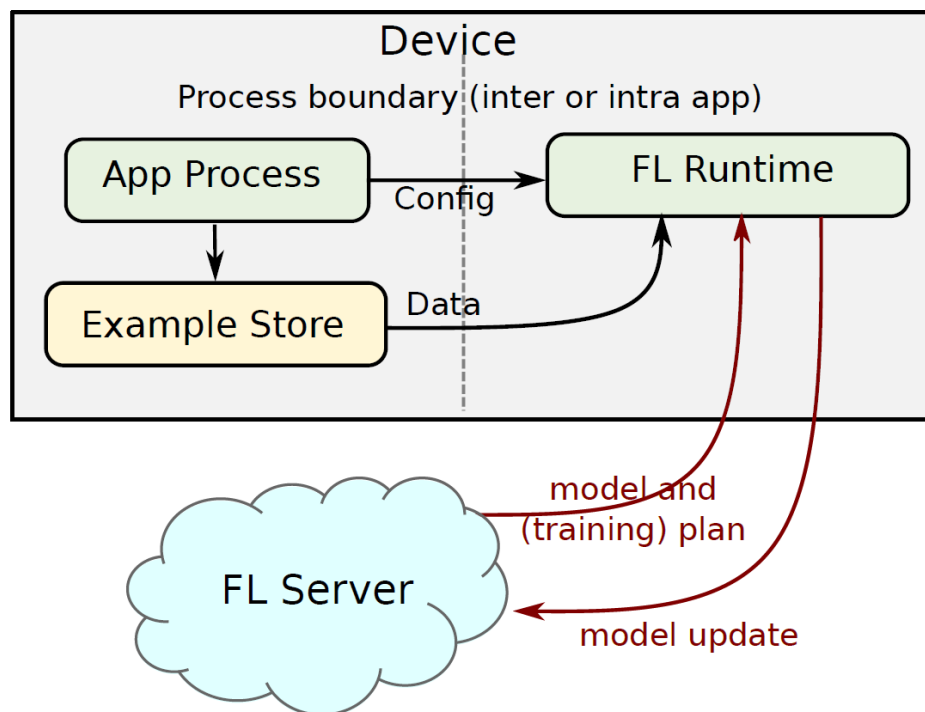 Device
Process boundary (inter or intra app)
App Process
FL Runtime
Config
Example Store
Data
model and
(training) plan
FL Server
model update